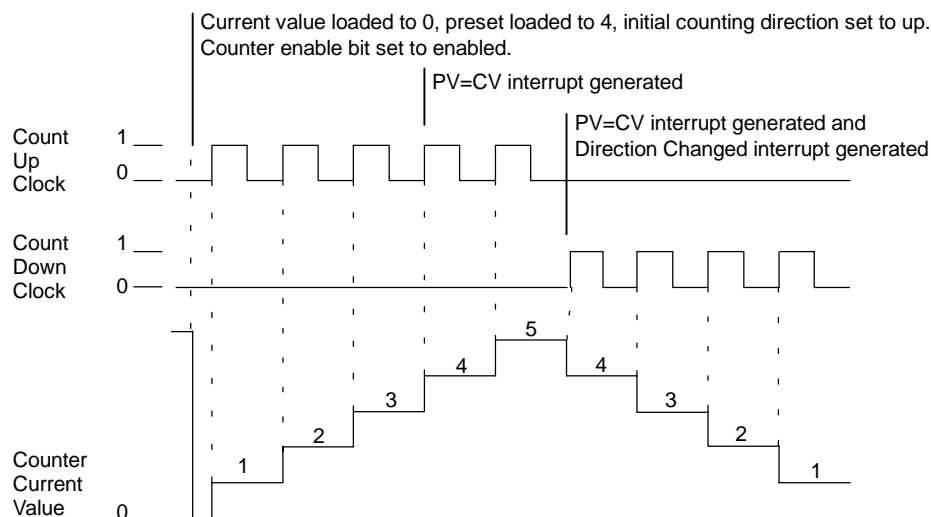 Current value loaded to 0, preset loaded to 4, initial counting direction set to up.
Counter enable bit set to enabled.
PV=CV interrupt generated
PV=CV interrupt generated and
Direction Changed interrupt generated
Count
Up
Clock
1
0
Count
Down
Clock
1
0
5
4
4
3
3
2
2
1
1
Counter
Current
Value
0